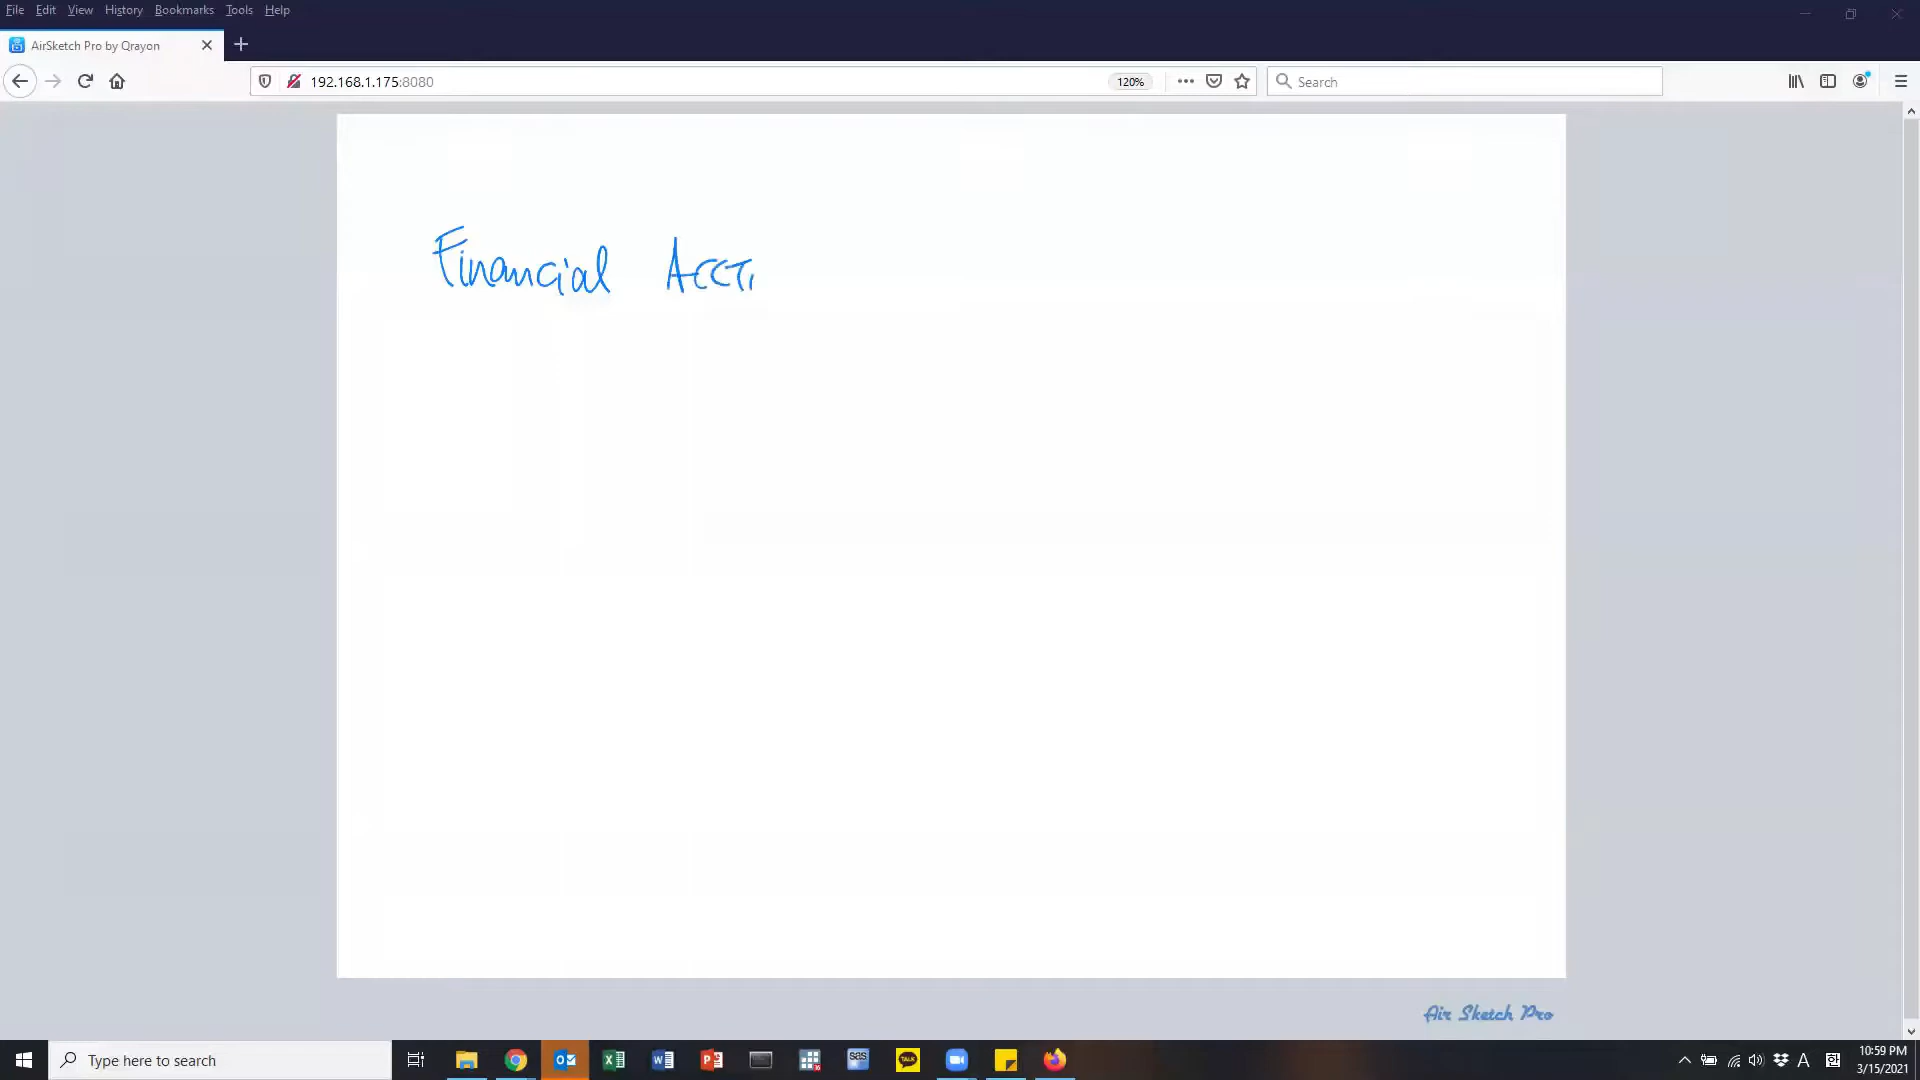 File Edit View History Bookmarks Tools Help
AirSketch Pro by Qrayon
192.168.1.175:8080 120% Search
Financial Acct
Air Sketch Pro
Type here to search
10:59 PM
3/15/2021